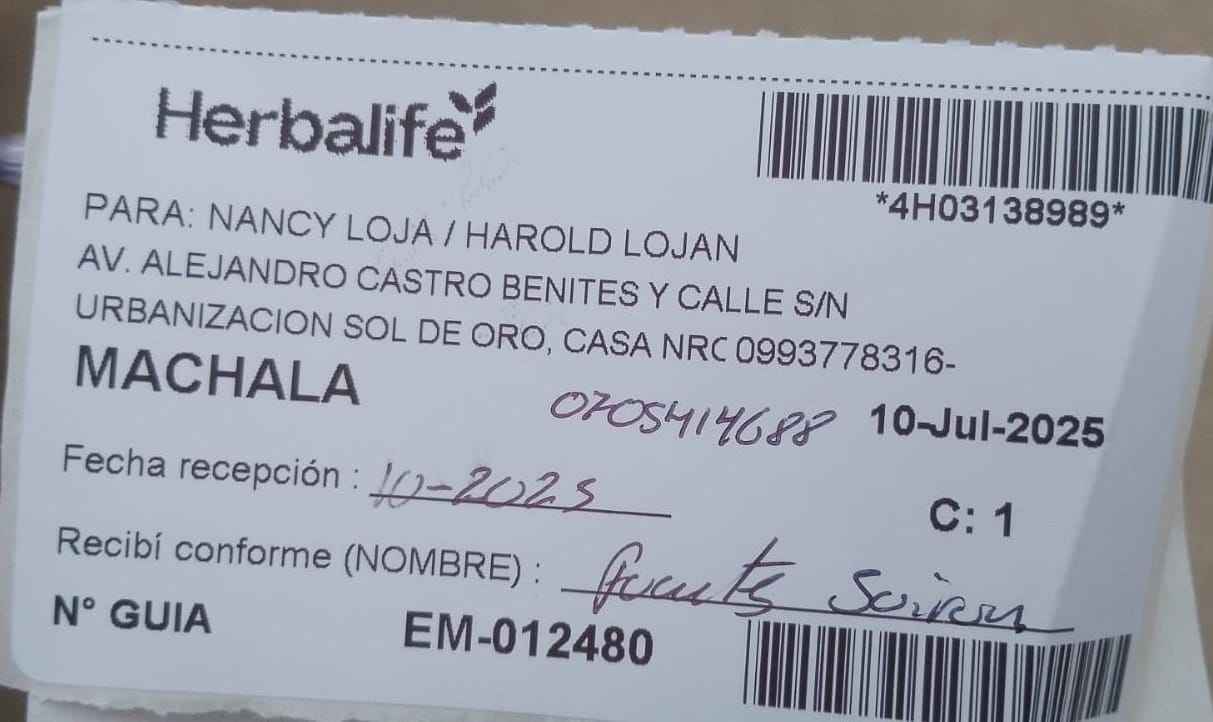 Herbalife
*4H03138989*
PARA: NANCY LOJA / HAROLD LOJAN
AV. ALEJANDRO CASTRO BENITES Y CALLE S/N
URBANIZACION SOL DE ORO, CASA NRO 0993778316-
MACHALA
0705414688 10-Jul-2025
Fecha recepción : 10-2025
C: 1
Recibí conforme (NOMBRE) :
N° GUIA EM-012480